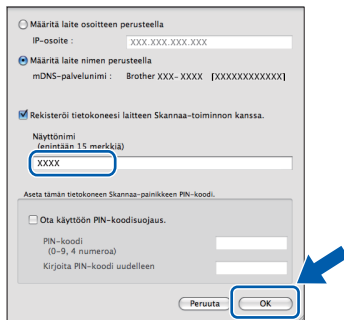 Määritä laite osoitteen perusteella
IP-osoite : XXX.XXX.XXX.XXX
Määritä laite nimen perusteella
mDNS-palvelunimi : Brother XXX-XXXX [XXXXXXXXXXXX]
Rekisteröi tietokoneesi laitteen Skannaa-toiminnon kanssa.
Näyttönimi
(enintään 15 merkkiä)
XXXX
Aseta tämän tietokoneen Skannaa-painikkeen PIN-koodi.
Ota käyttöön PIN-koodisuojaus.
PIN-koodi
(0-9, 4 numeroa)
Kirjoita PIN-koodi uudelleen
Peruuta OK